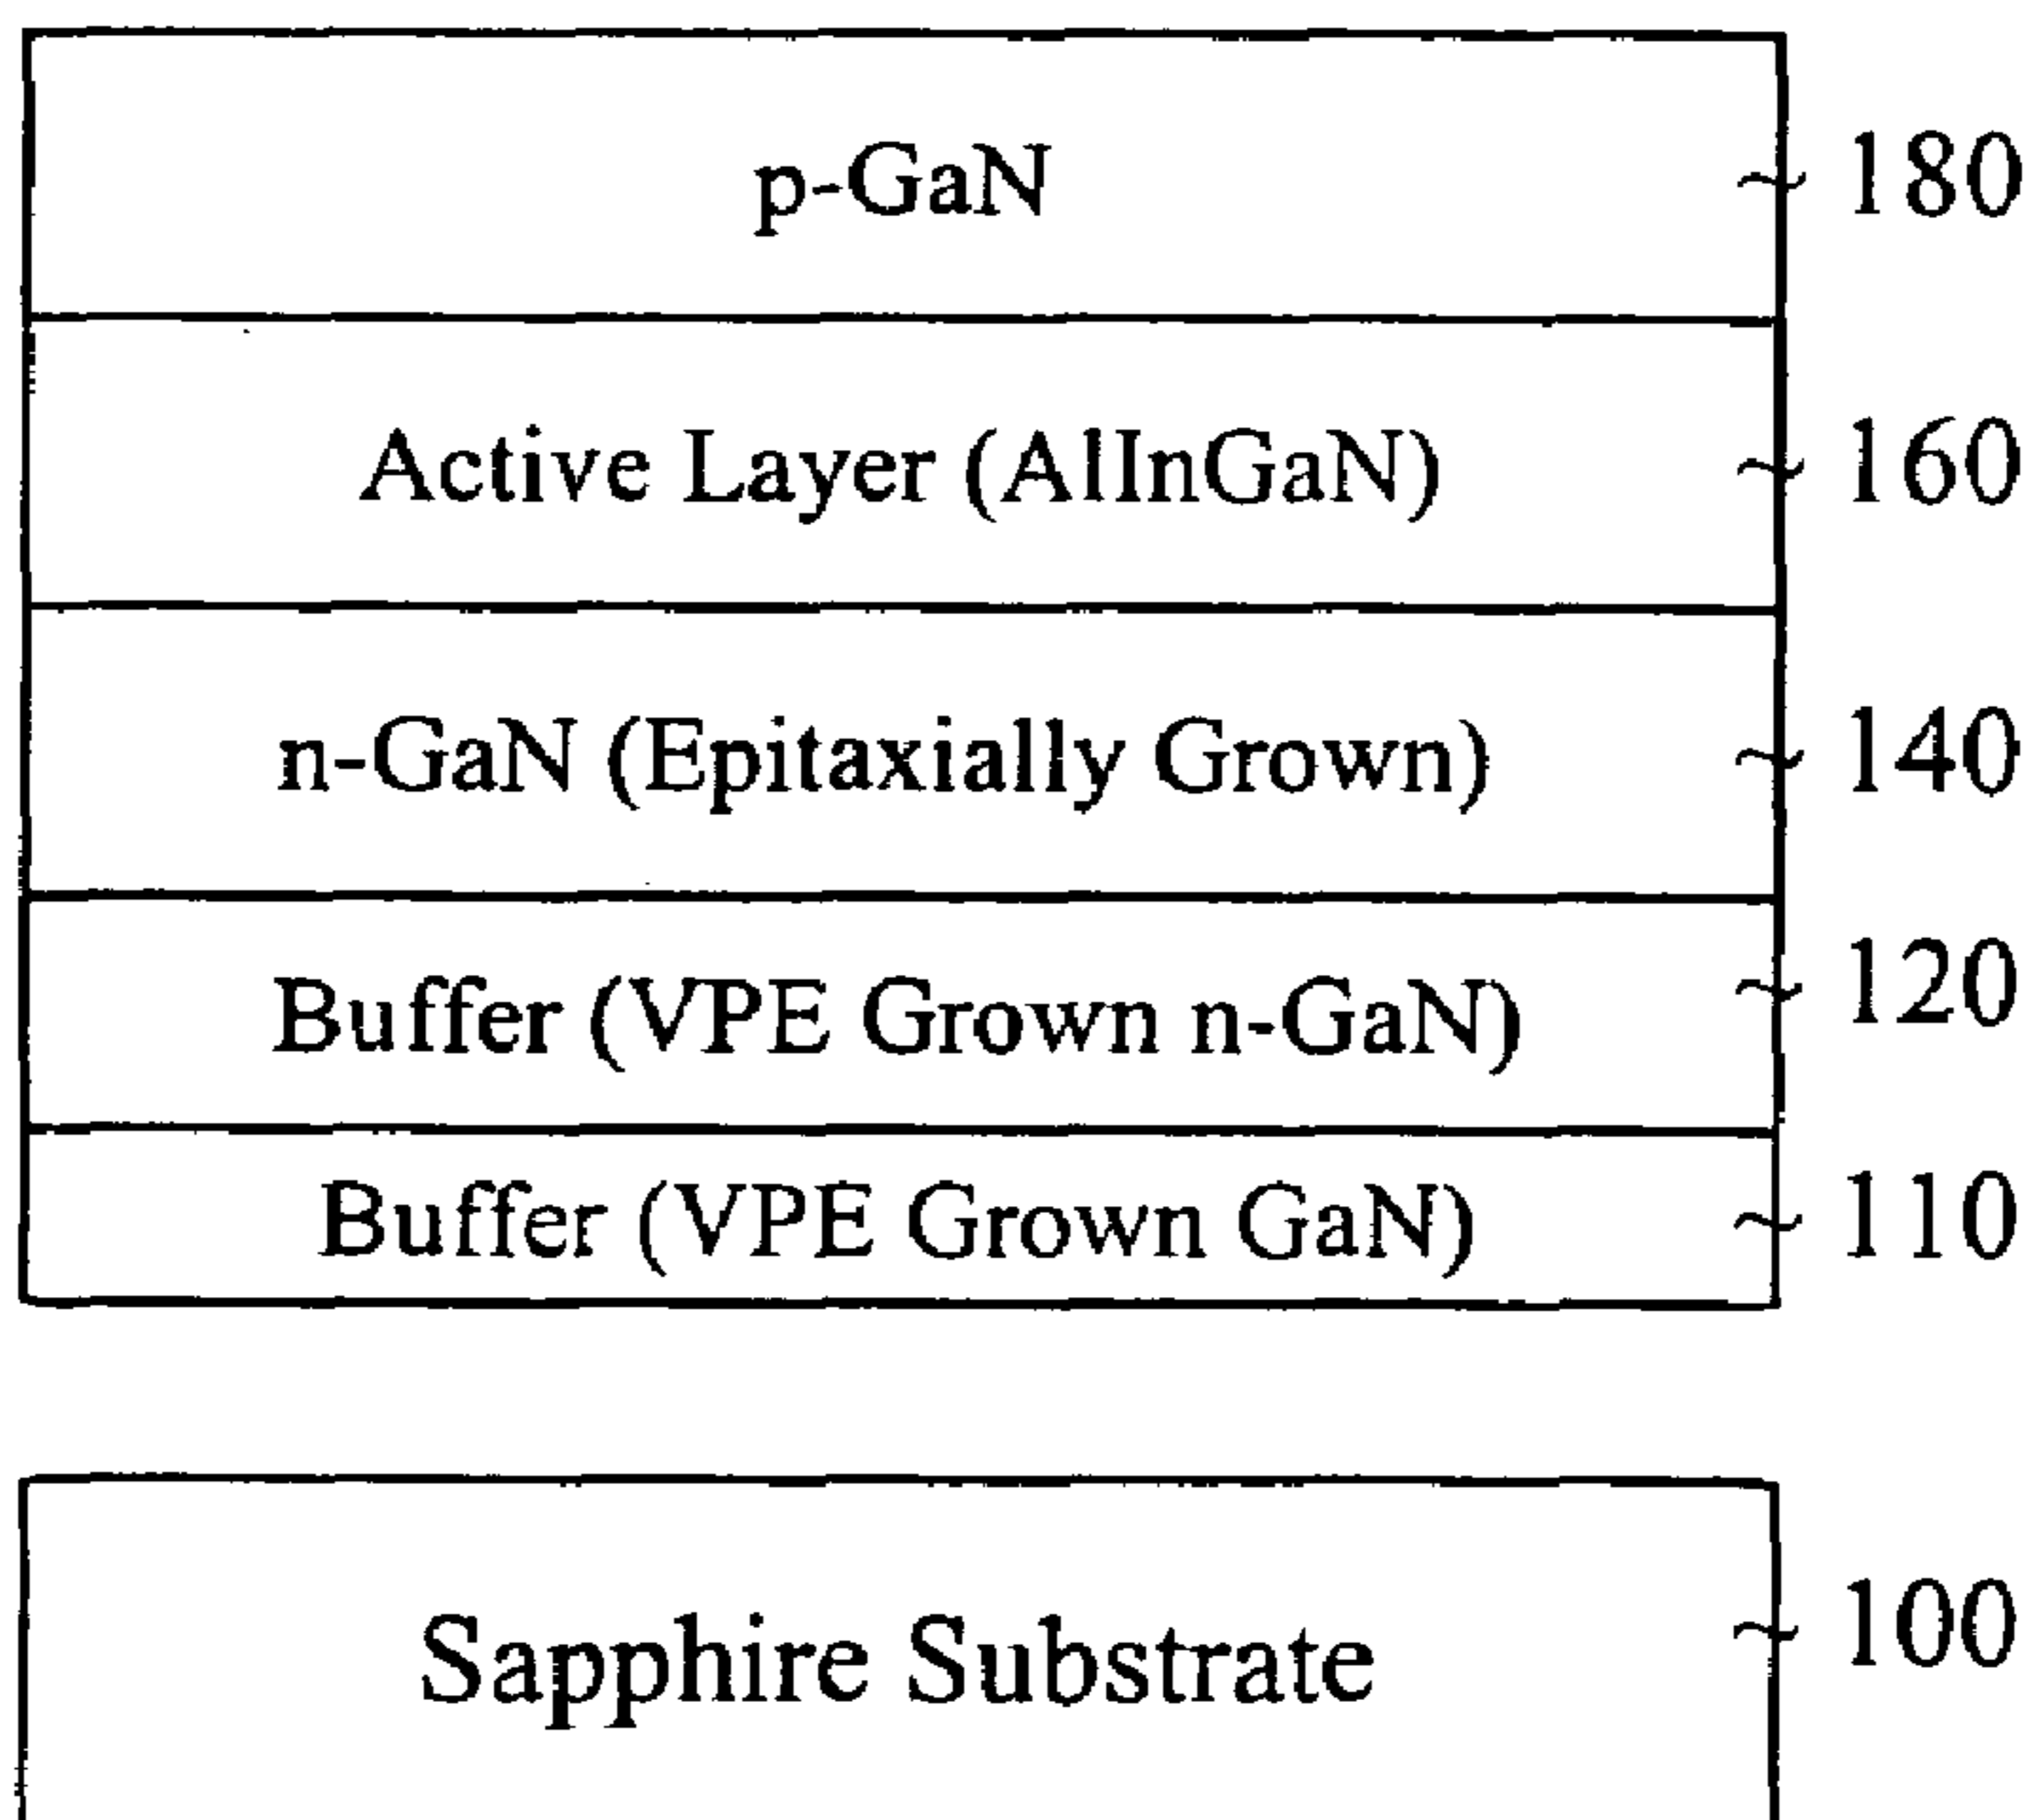 p-GaN 180
Active Layer (AlInGaN) 160
n-GaN (Epitaxially Grown) 140
Buffer (VPE Grown n-GaN) 120
Buffer (VPE Grown GaN) 110
Sapphire Substrate 100